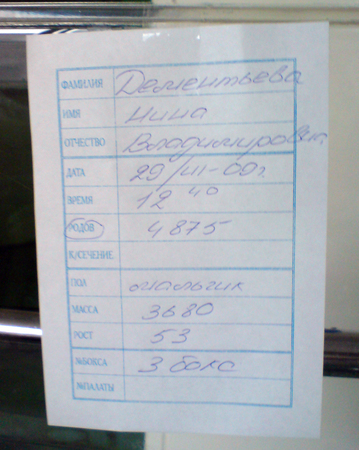 ФАМИЛИЯ Дементьева
ИМЯ Нина
ОТЧЕСТВО Владимировна
ДАТА 29/III-09г.
ВРЕМЯ 12 40
РОДОВ 4875
К/СЕЧЕНИЕ
ПОЛ мальчик
МАССА 3680
РОСТ 53
№БОКСА 3 бокс
№ПАЛАТЫ